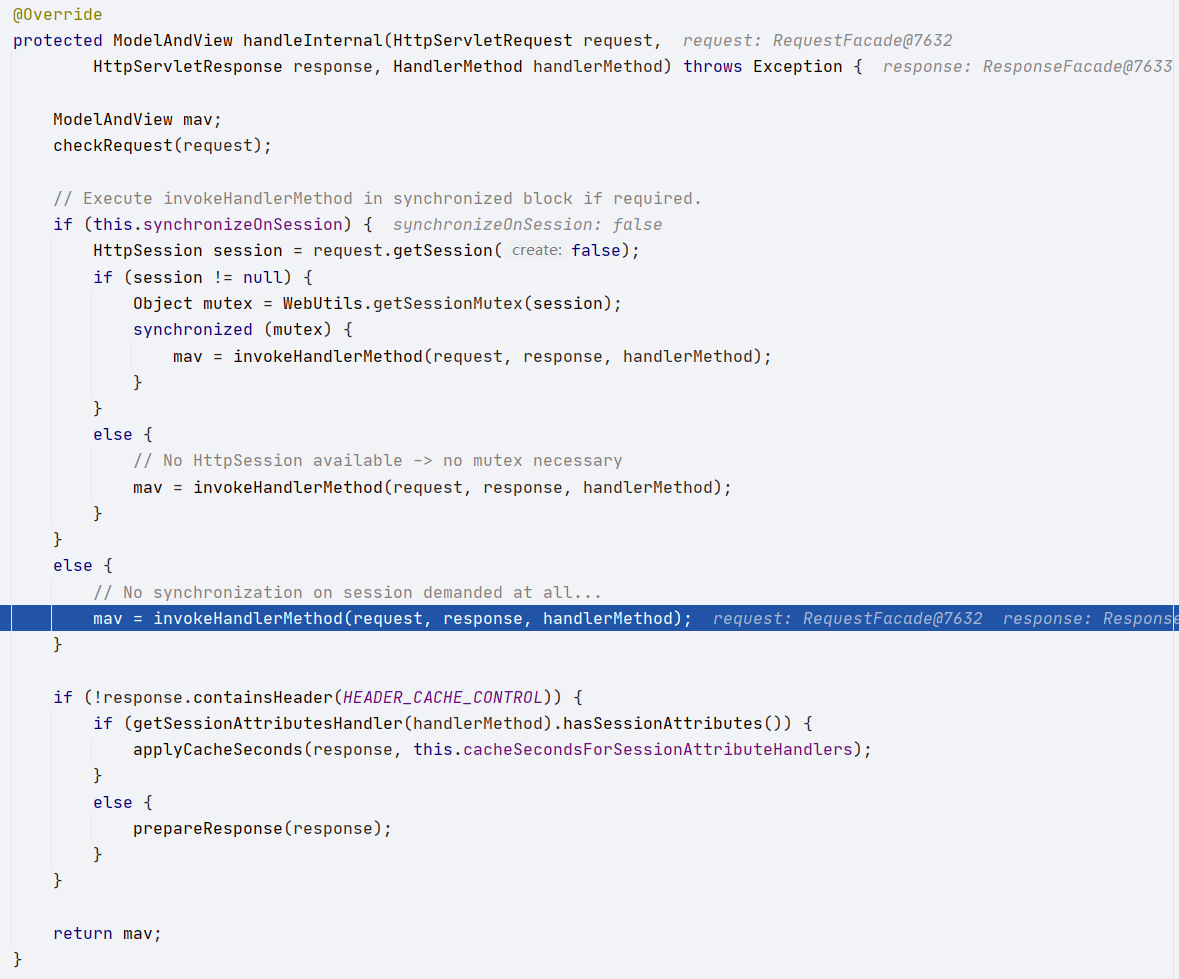 @Override
protected ModelAndView handleInternal(HttpServletRequest request,  request: RequestFacade@7632
        HttpServletResponse response, HandlerMethod handlerMethod) throws Exception {  response: ResponseFacade@7633

    ModelAndView mav;
    checkRequest(request);

    // Execute invokeHandlerMethod in synchronized block if required.
    if (this.synchronizeOnSession) {  synchronizeOnSession: false
        HttpSession session = request.getSession( create: false);
        if (session != null) {
            Object mutex = WebUtils.getSessionMutex(session);
            synchronized (mutex) {
                mav = invokeHandlerMethod(request, response, handlerMethod);
            }
        }
        else {
            // No HttpSession available -> no mutex necessary
            mav = invokeHandlerMethod(request, response, handlerMethod);
        }
    }
    else {
        // No synchronization on session demanded at all...
        mav = invokeHandlerMethod(request, response, handlerMethod);  request: RequestFacade@7632  response: Response
    }

    if (!response.containsHeader(HEADER_CACHE_CONTROL)) {
        if (getSessionAttributesHandler(handlerMethod).hasSessionAttributes()) {
            applyCacheSeconds(response, this.cacheSecondsForSessionAttributeHandlers);
        }
        else {
            prepareResponse(response);
        }
    }

    return mav;
}